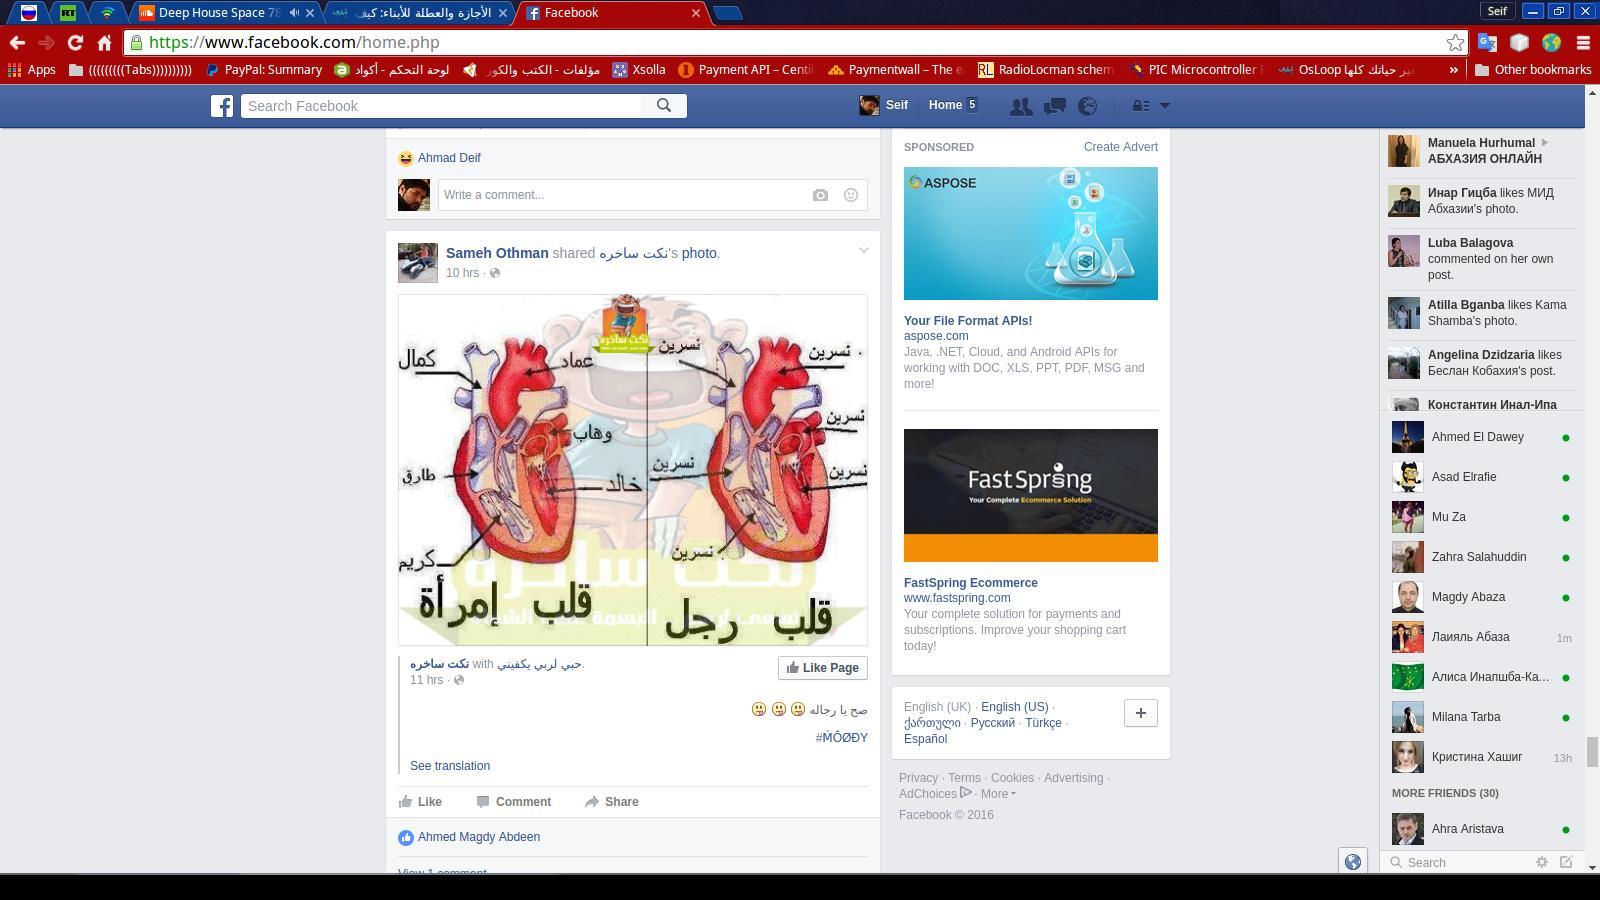 Deep House Space 78
الأجازة والعطلة للأبناء: كيف
Facebook
Seif
https://www.facebook.com/home.php
Apps
(((((((((Tabs))))))))))
PayPal: Summary
لوحة التحكم - أكواد
مؤلفات - الكتب والكور
Xsolla
Payment API – Centi
Paymentwall – The e
RadioLocman schem
PIC Microcontroller
OsLoop غير حياتك كلها
Other bookmarks
Search Facebook
Seif
Home 5
Ahmad Deif
Write a comment...
Sameh Othman shared نكت ساخره's photo.
10 hrs ·
كمال
عماد
وهاب
طارق
خالد
كريم
قلب إمرأة
نكت ساخره
نسرين
نسرين
نسرين
نسرين
نسرين
نسرين
قلب رجل
نكت ساخره
نكت ساخره with حبي لربي يكفيني.
11 hrs ·
Like Page
صح يا رجاله
#ḾÔØĐY
See translation
Like
Comment
Share
Ahmed Magdy Abdeen
View 1 comment
SPONSORED
Create Advert
ASPOSE
Your File Format APIs!
aspose.com
Java, .NET, Cloud, and Android APIs for
working with DOC, XLS, PPT, PDF, MSG and
more!
FastSpring
Your Complete Ecommerce Solution
FastSpring Ecommerce
www.fastspring.com
Your complete solution for payments and
subscriptions. Improve your shopping cart
today!
English (UK) · English (US) ·
ქართული · Русский · Türkçe ·
Español
Privacy · Terms · Cookies · Advertising ·
AdChoices · More
Facebook © 2016
Manuela Hurhumal
АБХАЗИЯ ОНЛАЙН
Инар Гицба likes МИД
Абхазии's photo.
Luba Balagova
commented on her own
post.
Atilla Bganba likes Kama
Shamba's photo.
Angelina Dzidzaria likes
Беслан Кобахия's post.
Константин Инал-Ипа
Ahmed El Dawey
Asad Elrafie
Mu Za
Zahra Salahuddin
Magdy Abaza
Лаияль Абаза 1m
Алиса Инапшба-Ка...
Milana Tarba
Кристина Хашиг 13h
MORE FRIENDS (30)
Ahra Aristava
Search